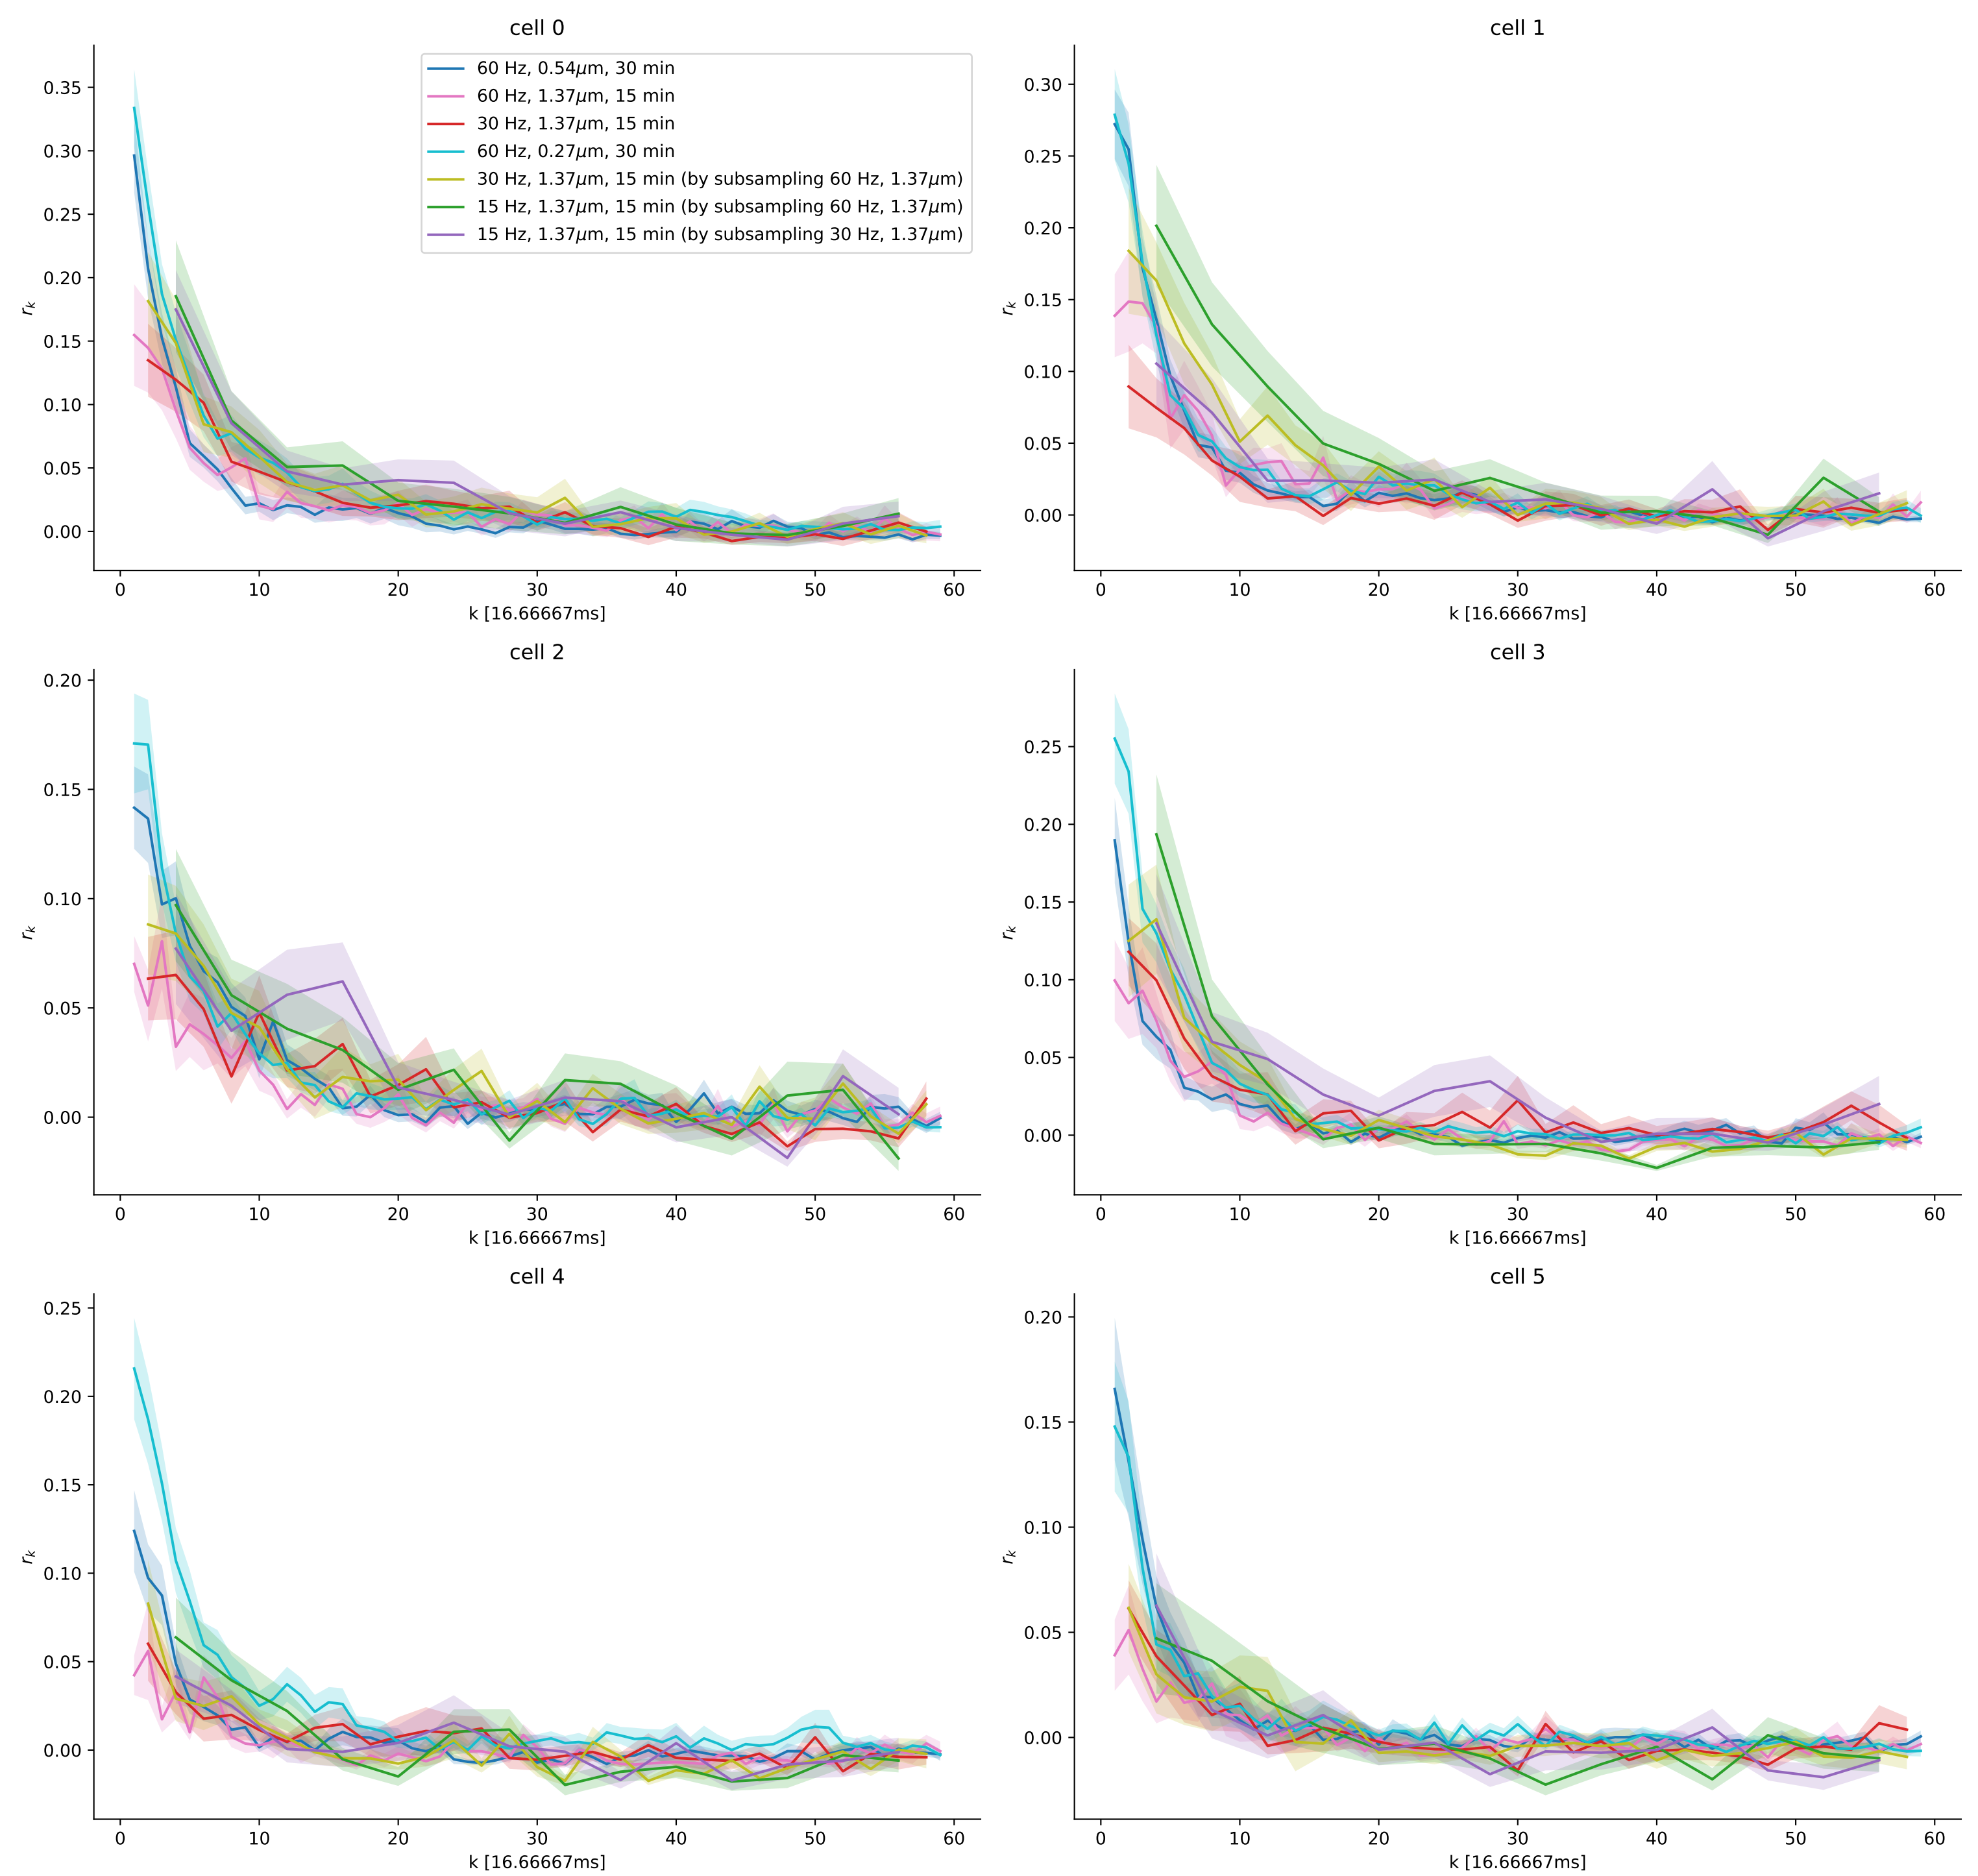 cell 0
0.35
0.30
0.25
0.20
0.15
0.10
0.05
0.00
r_k
60 Hz, 0.54μm, 30 min
60 Hz, 1.37μm, 15 min
30 Hz, 1.37μm, 15 min
60 Hz, 0.27μm, 30 min
30 Hz, 1.37μm, 15 min (by subsampling 60 Hz, 1.37μm)
15 Hz, 1.37μm, 15 min (by subsampling 60 Hz, 1.37μm)
15 Hz, 1.37μm, 15 min (by subsampling 30 Hz, 1.37μm)
0 10 20 30 40 50 60
k [16.66667ms]
cell 1
0.30
0.25
0.20
0.15
0.10
0.05
0.00
r_k
0 10 20 30 40 50 60
k [16.66667ms]
cell 2
0.20
0.15
0.10
0.05
0.00
r_k
0 10 20 30 40 50 60
k [16.66667ms]
cell 3
0.25
0.20
0.15
0.10
0.05
0.00
r_k
0 10 20 30 40 50 60
k [16.66667ms]
cell 4
0.25
0.20
0.15
0.10
0.05
0.00
r_k
0 10 20 30 40 50 60
k [16.66667ms]
cell 5
0.20
0.15
0.10
0.05
0.00
r_k
0 10 20 30 40 50 60
k [16.66667ms]